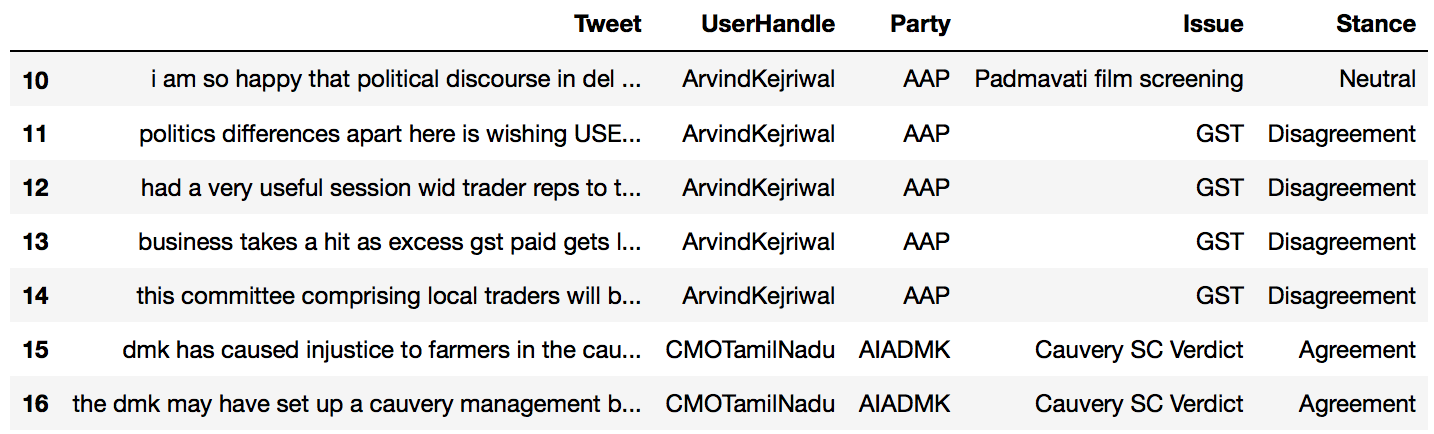 Tweet UserHandle Party Issue Stance
10 i am so happy that political discourse in del ... ArvindKejriwal AAP Padmavati film screening Neutral
11 politics differences apart here is wishing USE... ArvindKejriwal AAP GST Disagreement
12 had a very useful session wid trader reps to t... ArvindKejriwal AAP GST Disagreement
13 business takes a hit as excess gst paid gets l... ArvindKejriwal AAP GST Disagreement
14 this committee comprising local traders will b... ArvindKejriwal AAP GST Disagreement
15 dmk has caused injustice to farmers in the cau... CMOTamilNadu AIADMK Cauvery SC Verdict Agreement
16 the dmk may have set up a cauvery management b... CMOTamilNadu AIADMK Cauvery SC Verdict Agreement